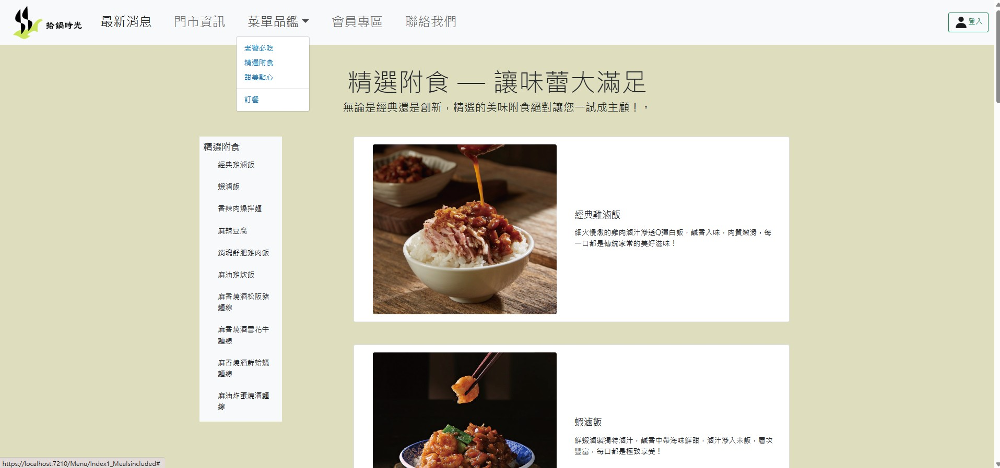 拾鍋時光
最新消息
門市資訊
菜單品鑑
會員專區
聯絡我們
登入
老饕必吃
精選附食
甜美點心
訂餐
精選附食 — 讓味蕾大滿足
無論是經典還是創新，精選的美味附食絕對讓您一試成主顧！。
精選附食
經典雞滷飯
蝦滷飯
香辣肉燥拌麵
麻辣豆腐
銷魂舒肥雞肉飯
麻油雞炊飯
麻香燒酒松阪豬
麵線
麻香燒酒雪花牛
麵線
麻香燒酒鮮蛤蠣
麵線
麻油炸蛋燒酒麵
線
經典雞滷飯
細火慢燉的雞肉滷汁滲透Q彈白飯，鹹香入味，肉質嫩滑，每
一口都是傳統家常的美好滋味！
蝦滷飯
鮮蝦滷製獨特滷汁，鹹香中帶海味鮮甜，滷汁滲入米飯，層次
豐富，每口都是極致享受！
https://localhost:7210/Menu/Index1_Mealsincluded#